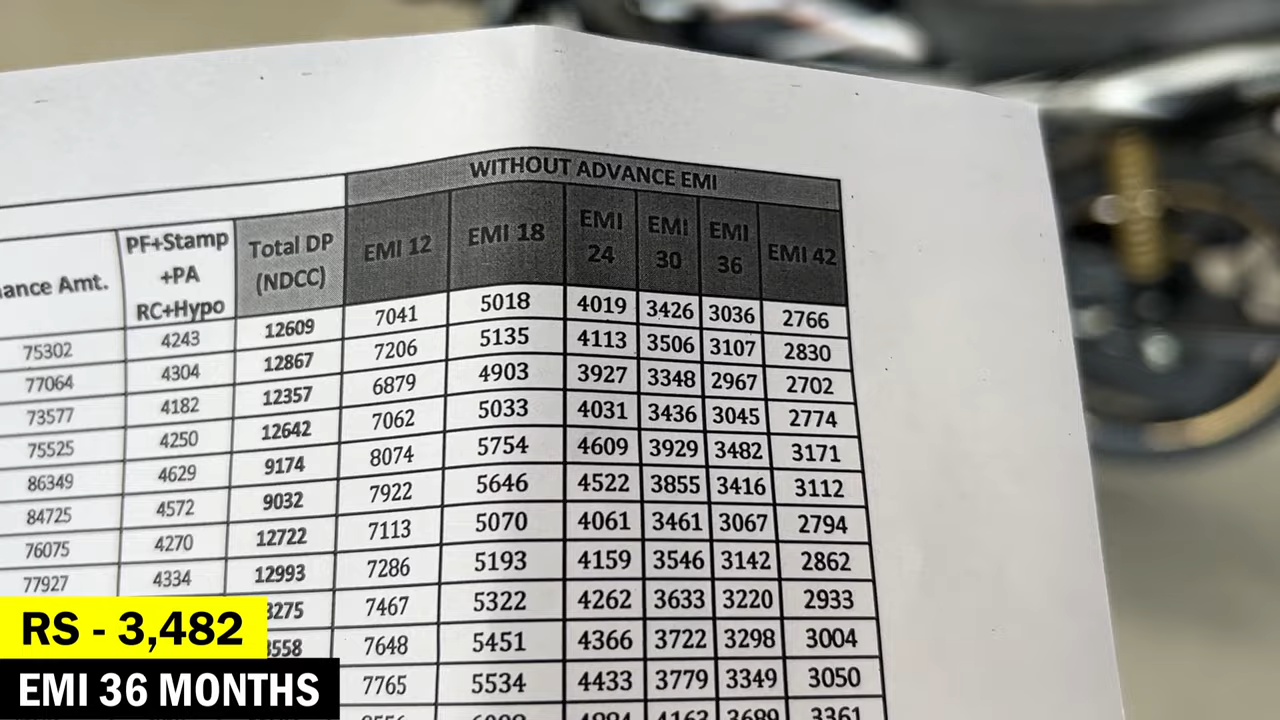 WITHOUT ADVANCE EMI
ance Amt. PF+Stamp +PA RC+Hypo Total DP (NDCC) EMI 12 EMI 18 EMI 24 EMI 30 EMI 36 EMI 42
75302 4243 12609 7041 5018 4019 3426 3036 2766
77064 4304 12867 7206 5135 4113 3506 3107 2830
73577 4182 12357 6879 4903 3927 3348 2967 2702
75525 4250 12642 7062 5033 4031 3436 3045 2774
86349 4629 9174 8074 5754 4609 3929 3482 3171
84725 4572 9032 7922 5646 4522 3855 3416 3112
76075 4270 12722 7113 5070 4061 3461 3067 2794
77927 4334 12993 7286 5193 4159 3546 3142 2862
3275 7467 5322 4262 3633 3220 2933
3558 7648 5451 4366 3722 3298 3004
7765 5534 4433 3779 3349 3050
3361
RS - 3,482
EMI 36 MONTHS